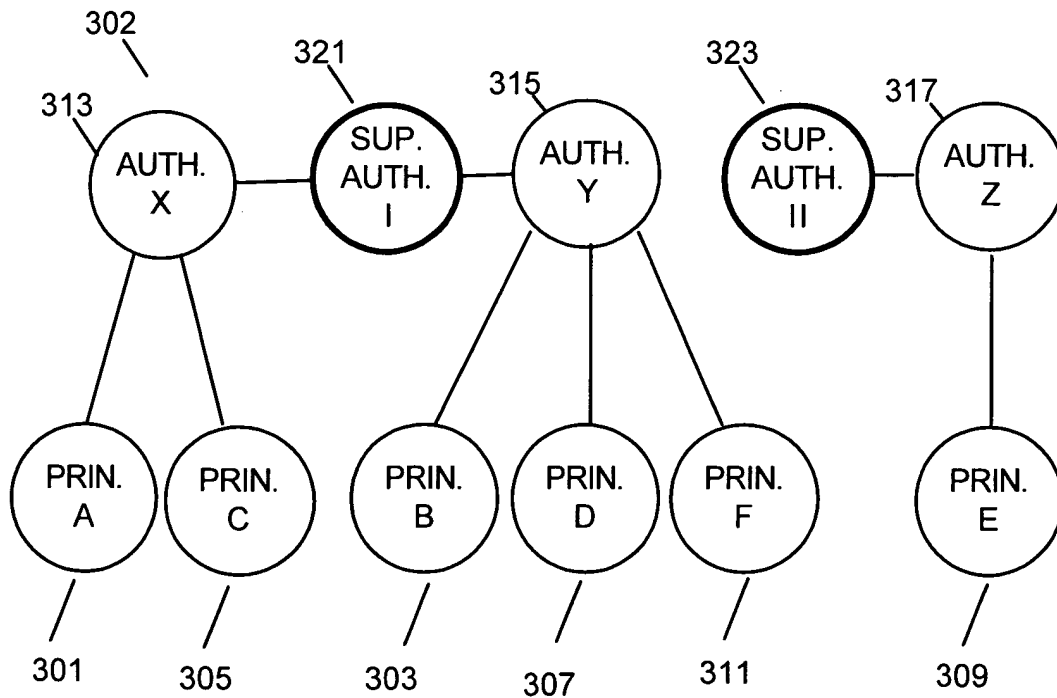 302
321
323
315
317
313
SUP.
AUTH.
I
SUP.
AUTH.
II
AUTH.
X
AUTH.
Y
AUTH.
Z
PRIN.
A
PRIN.
C
PRIN.
B
PRIN.
D
PRIN.
F
PRIN.
E
301
305
303
307
311
309